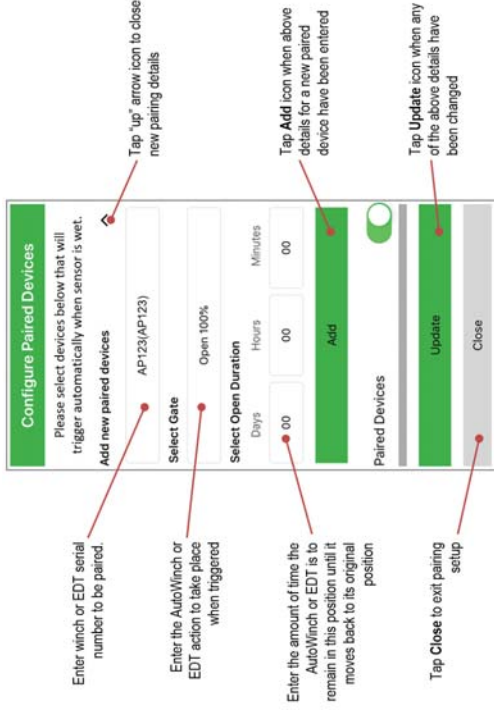 Configure Paired Devices
Please select devices below that will
trigger automatically when sensor is wet.
Add new paired devices
AP123(AP123)
Select Gate
Open 100%
Select Open Duration
Days Hours Minutes
00 00 00
Add
Paired Devices
Update
Close
Enter winch or EDT serial
number to be paired.
Enter the AutoWinch or
EDT action to take place
when triggered
Enter the amount of time the
AutoWinch or EDT is to
remain in this position until it
moves back to its original
position
Tap Close to exit pairing
setup
Tap "up" arrow icon to close
new pairing details
Tap Add icon when above
details for a new paired
device have been entered
Tap Update icon when any
of the above details have
been changed